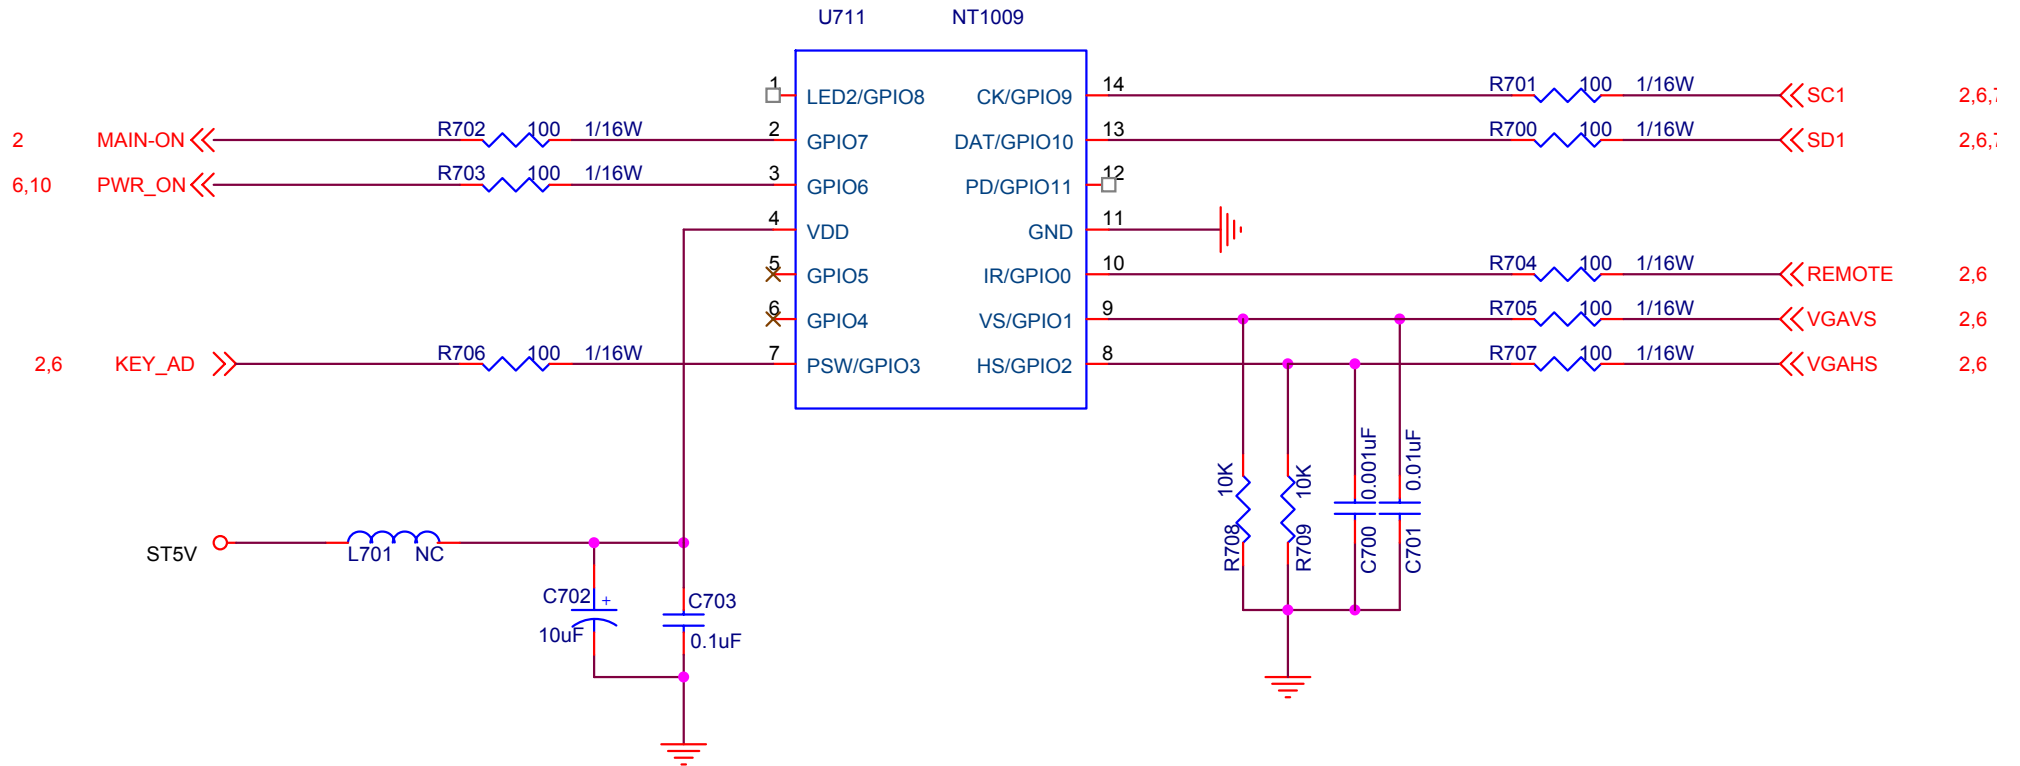 U711 NT1009
1 LED2/GPIO8 CK/GPIO9 14 R701 100 1/16W SC1 2,6,
2 MAIN-ON R702 100 1/16W 2 GPIO7 DAT/GPIO10 13 R700 100 1/16W SD1 2,6,
6,10 PWR_ON R703 100 1/16W 3 GPIO6 PD/GPIO11 12
4 VDD GND 11
5 GPIO5 IR/GPIO0 10 R704 100 1/16W REMOTE 2,6
6 GPIO4 VS/GPIO1 9 R705 100 1/16W VGAVS 2,6
2,6 KEY_AD R706 100 1/16W 7 PSW/GPIO3 HS/GPIO2 8 R707 100 1/16W VGAHS 2,6
R708 10K
R709 10K
C700 0.001uF
C701 0.01uF
ST5V L701 NC
C702 +
10uF
C703
0.1uF